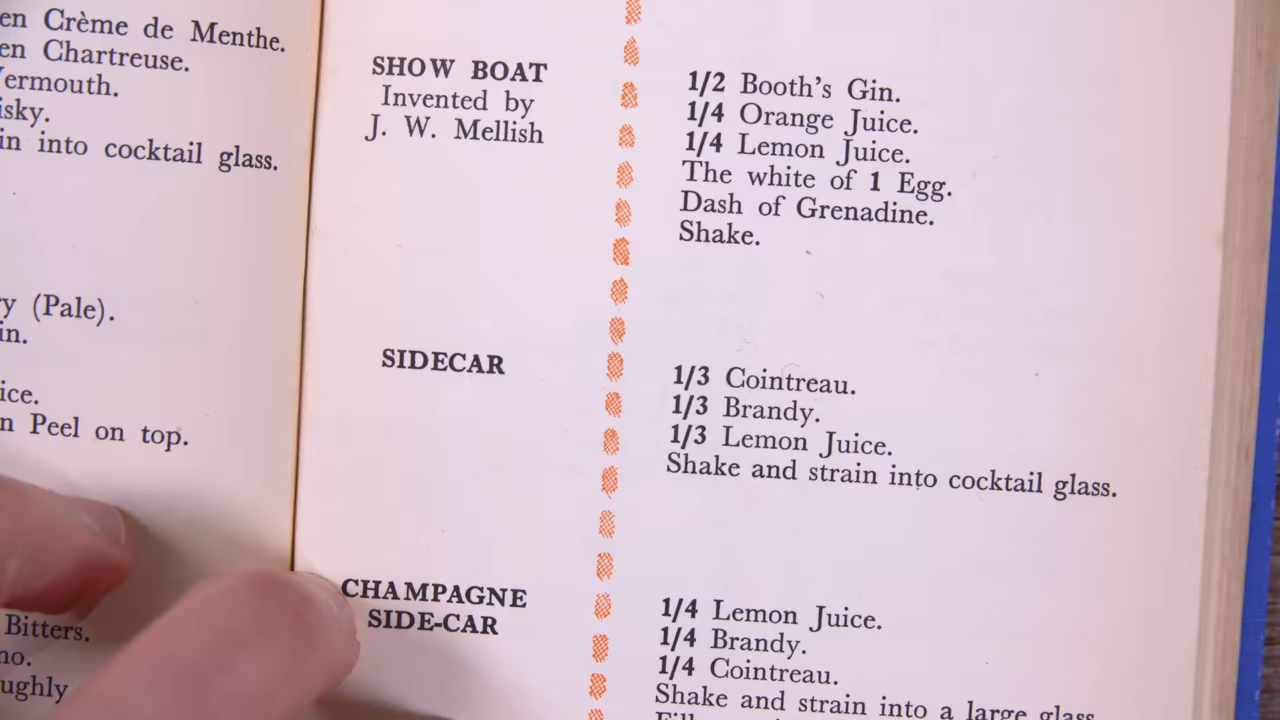 en Crème de Menthe.
en Chartreuse.
ermouth.
isky.
in into cocktail glass.
y (Pale).
in.
ice.
n Peel on top.
Bitters.
no.
ughly
SHOW BOAT
Invented by
J. W. Mellish
1/2 Booth's Gin.
1/4 Orange Juice.
1/4 Lemon Juice.
The white of 1 Egg.
Dash of Grenadine.
Shake.
SIDECAR
1/3 Cointreau.
1/3 Brandy.
1/3 Lemon Juice.
Shake and strain into cocktail glass.
CHAMPAGNE
SIDE-CAR
1/4 Lemon Juice.
1/4 Brandy.
1/4 Cointreau.
Shake and strain into a large glass